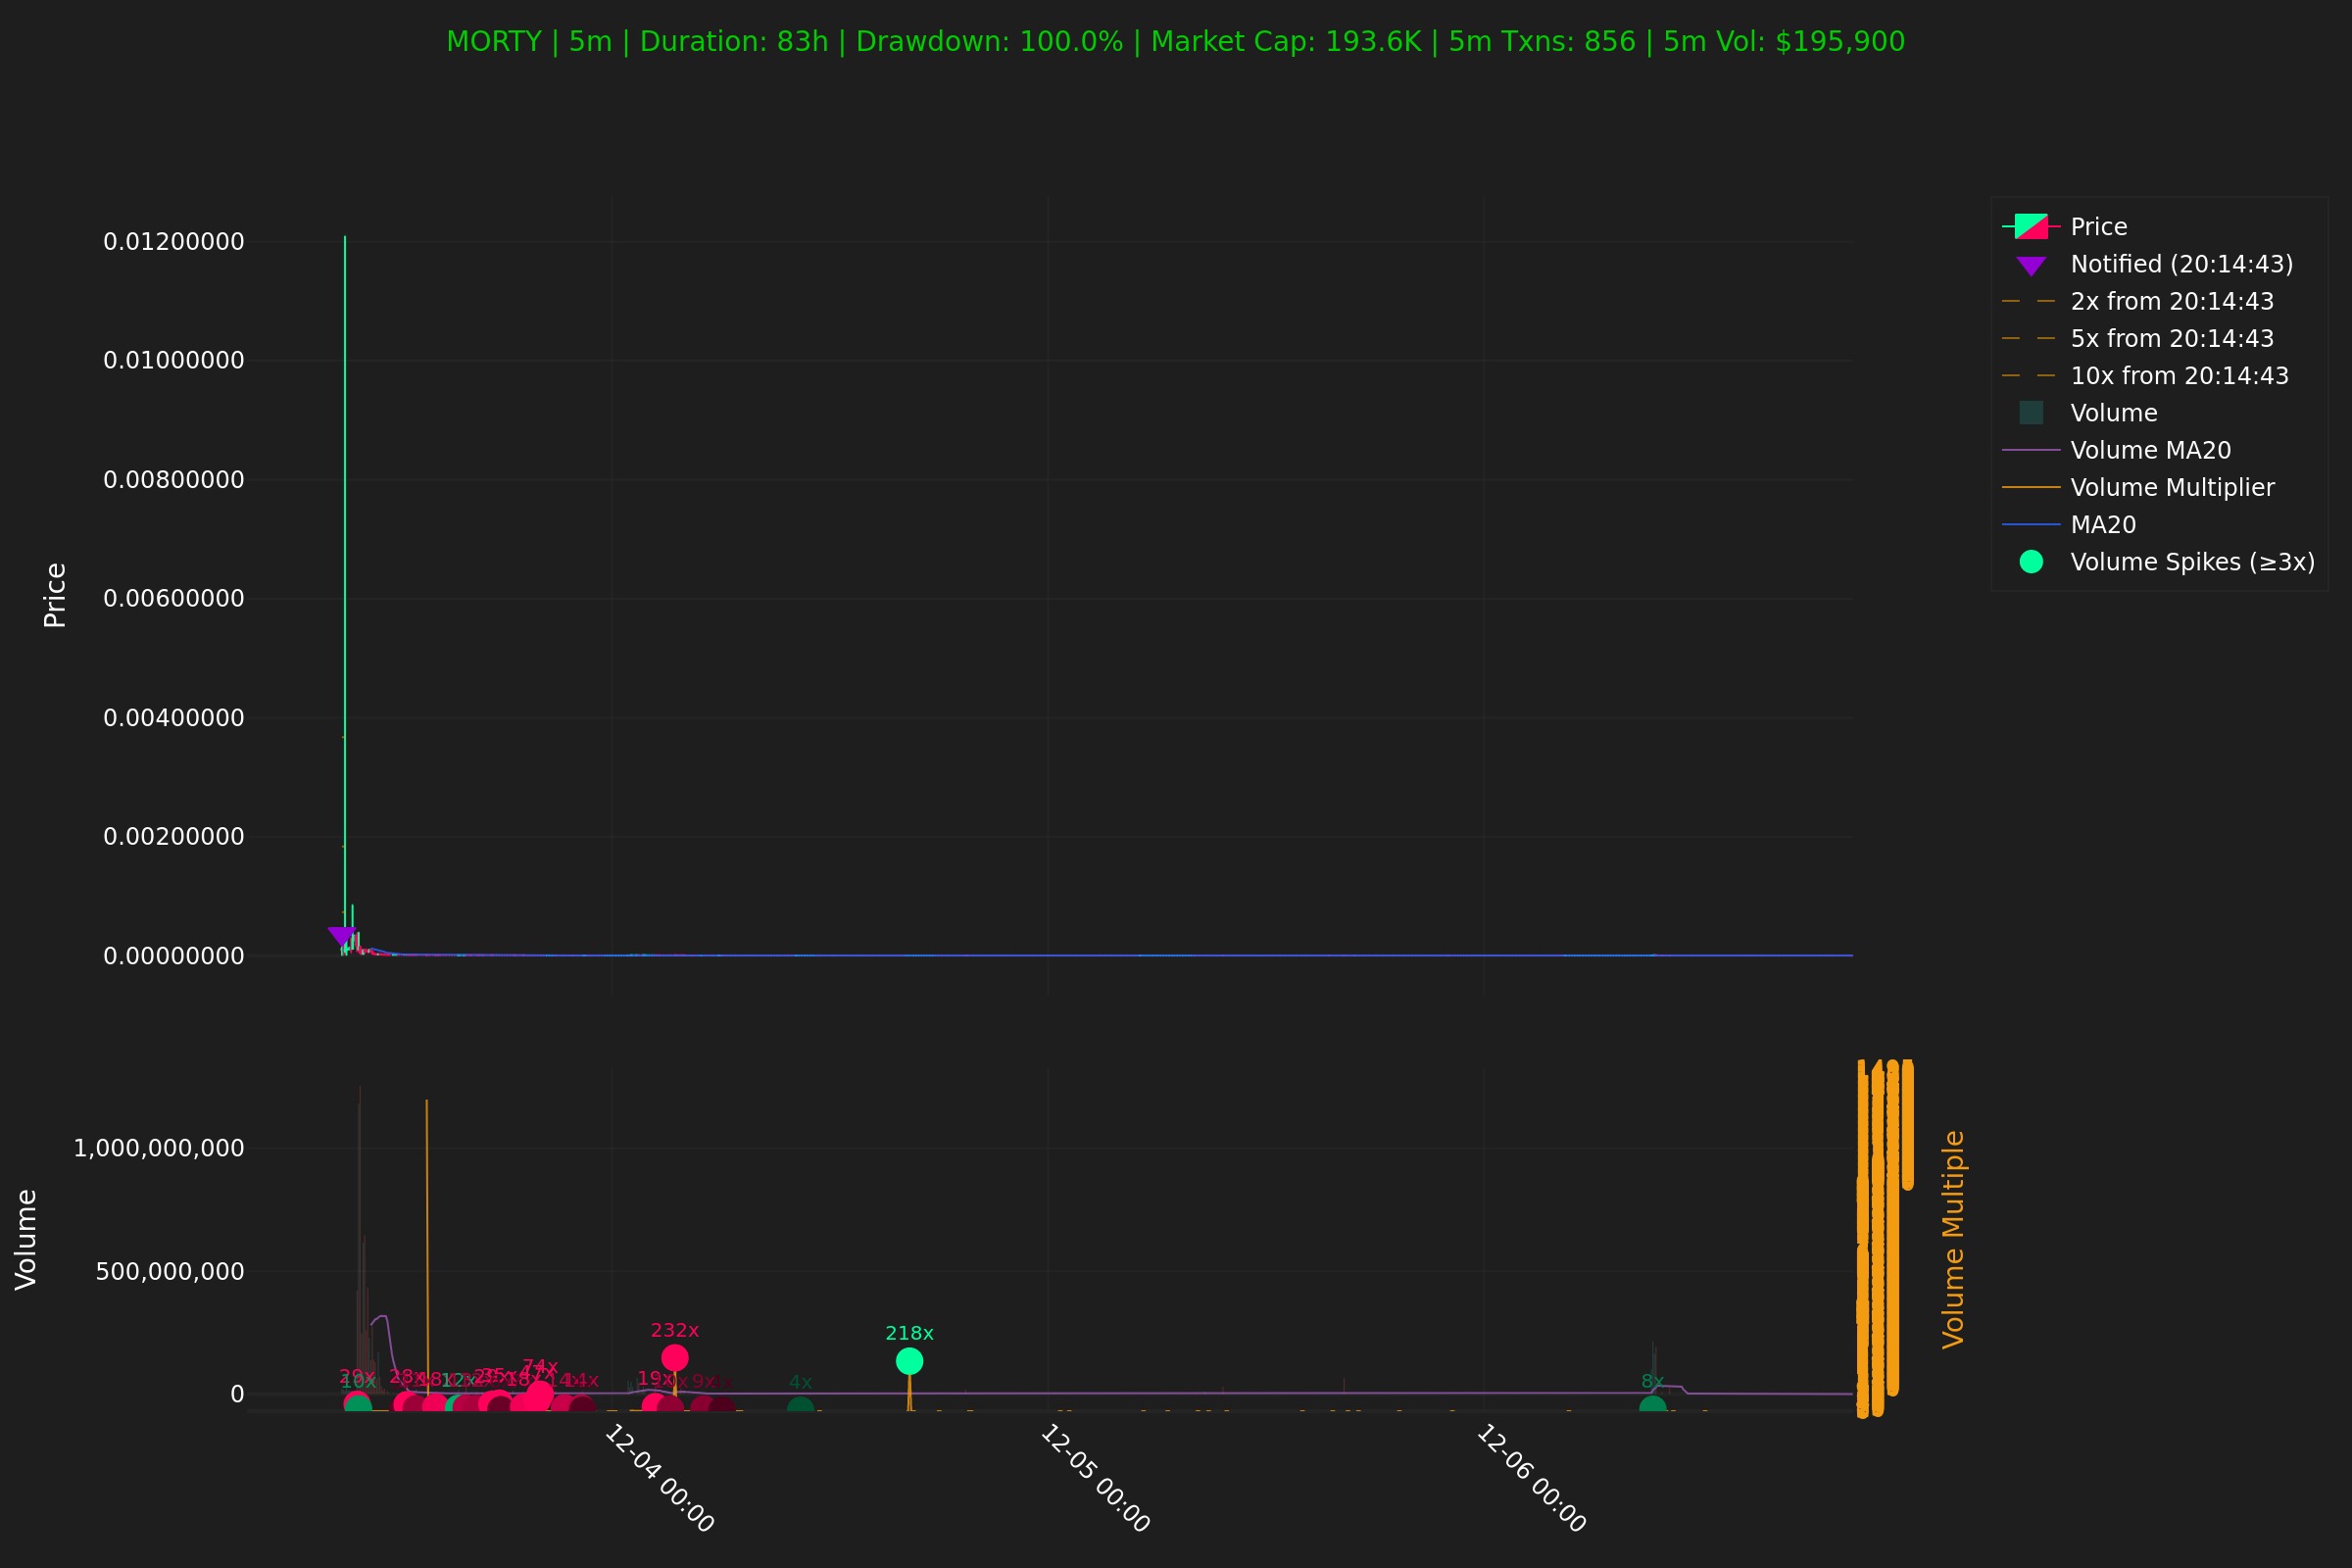 MORTY | 5m | Duration: 83h | Drawdown: 100.0% | Market Cap: 193.6K | 5m Txns: 856 | 5m Vol: $195,900
Price
0.01200000
0.01000000
0.00800000
0.00600000
0.00400000
0.00200000
0.00000000
Price
Notified (20:14:43)
2x from 20:14:43
5x from 20:14:43
10x from 20:14:43
Volume
Volume MA20
Volume Multiplier
MA20
Volume Spikes (≥3x)
Volume
1,000,000,000
500,000,000
0
232x
218x
74x
19x
4x
8x
12x
Volume Multiple
12-04 00:00
12-05 00:00
12-06 00:00